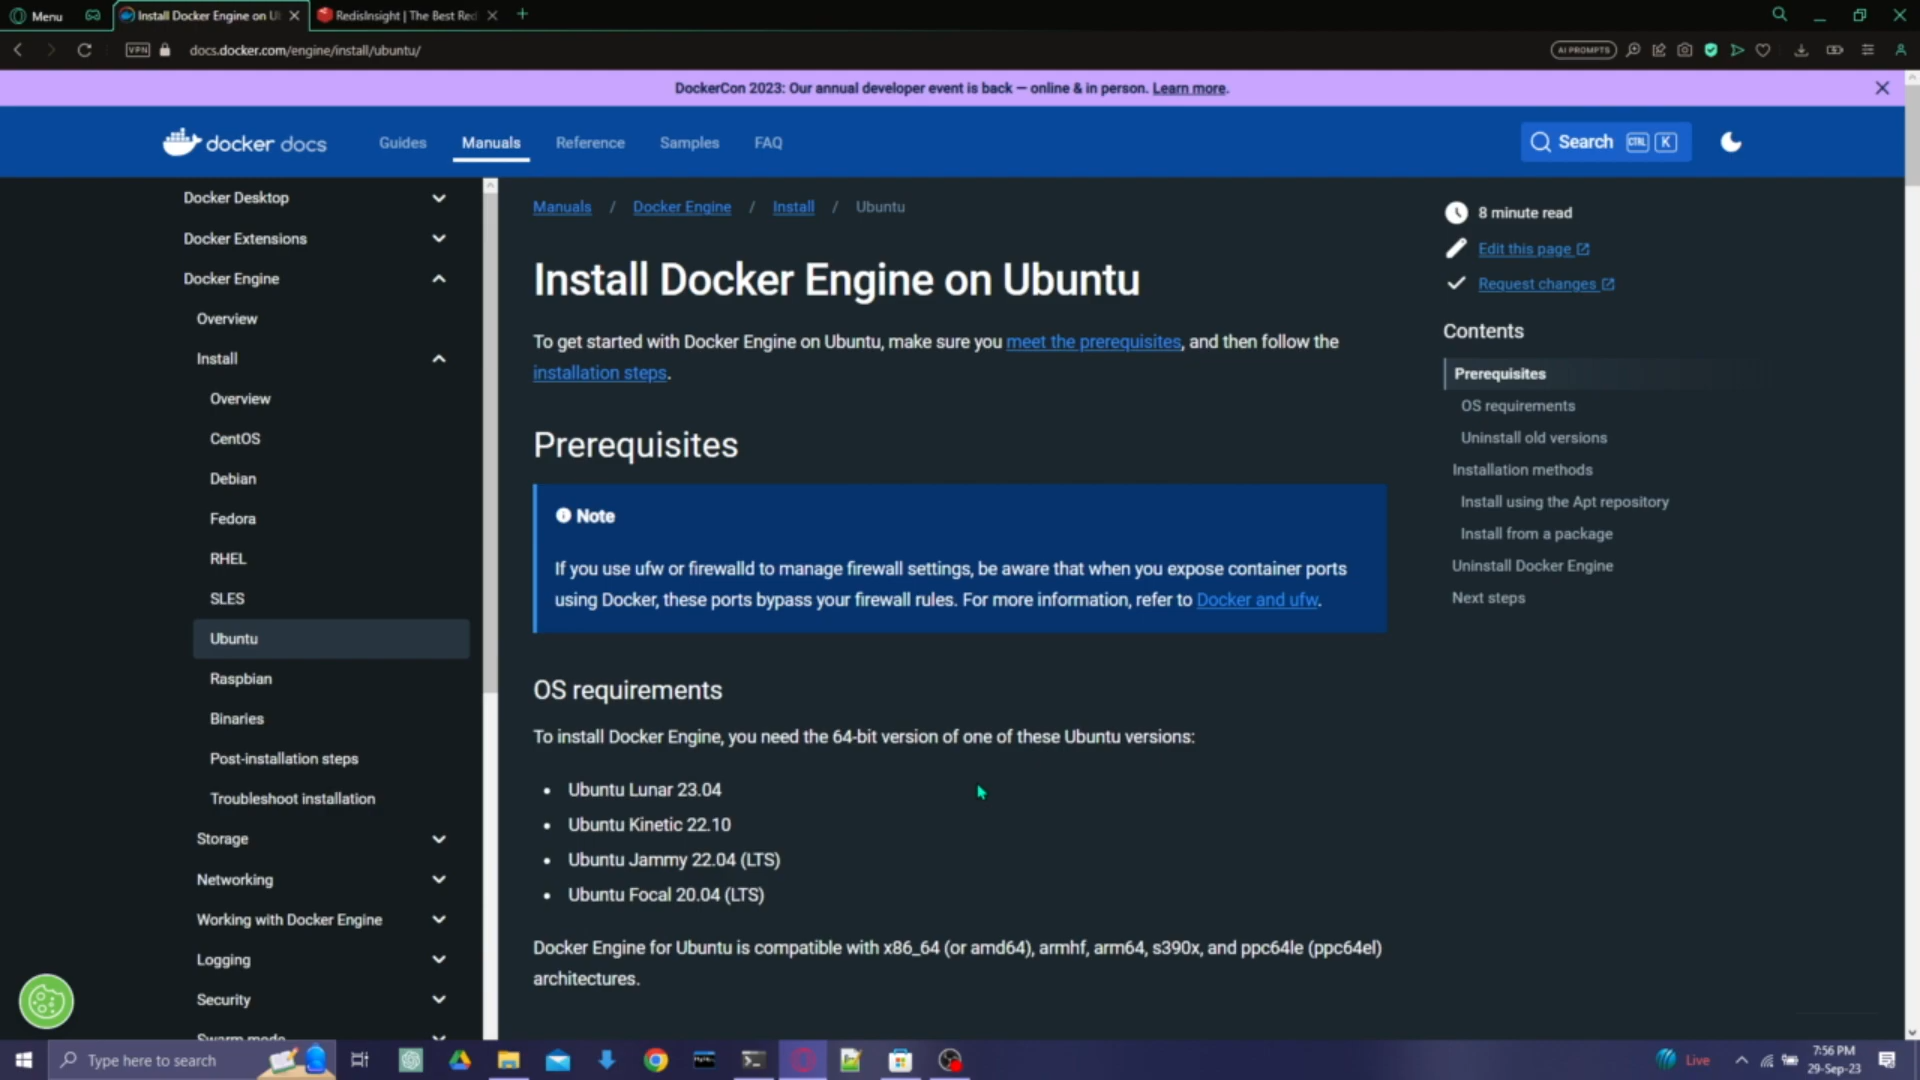 Menu
Install Docker Engine on U
RedisInsight | The Best Red
VPN
docs.docker.com/engine/install/ubuntu/
AI PROMPTS
DockerCon 2023: Our annual developer event is back — online & in person. Learn more.
docker docs
Guides
Manuals
Reference
Samples
FAQ
Search
CTRL
K
Docker Desktop
Docker Extensions
Docker Engine
Overview
Install
Overview
CentOS
Debian
Fedora
RHEL
SLES
Ubuntu
Raspbian
Binaries
Post-installation steps
Troubleshoot installation
Storage
Networking
Working with Docker Engine
Logging
Security
Swarm mode
Manuals / Docker Engine / Install / Ubuntu
Install Docker Engine on Ubuntu
To get started with Docker Engine on Ubuntu, make sure you meet the prerequisites, and then follow the
installation steps.
Prerequisites
Note
If you use ufw or firewalld to manage firewall settings, be aware that when you expose container ports
using Docker, these ports bypass your firewall rules. For more information, refer to Docker and ufw.
OS requirements
To install Docker Engine, you need the 64-bit version of one of these Ubuntu versions:
• Ubuntu Lunar 23.04
• Ubuntu Kinetic 22.10
• Ubuntu Jammy 22.04 (LTS)
• Ubuntu Focal 20.04 (LTS)
Docker Engine for Ubuntu is compatible with x86_64 (or amd64), armhf, arm64, s390x, and ppc64le (ppc64el)
architectures.
8 minute read
Edit this page
Request changes
Contents
Prerequisites
OS requirements
Uninstall old versions
Installation methods
Install using the Apt repository
Install from a package
Uninstall Docker Engine
Next steps
Type here to search
Live
7:56 PM
29-Sep-23